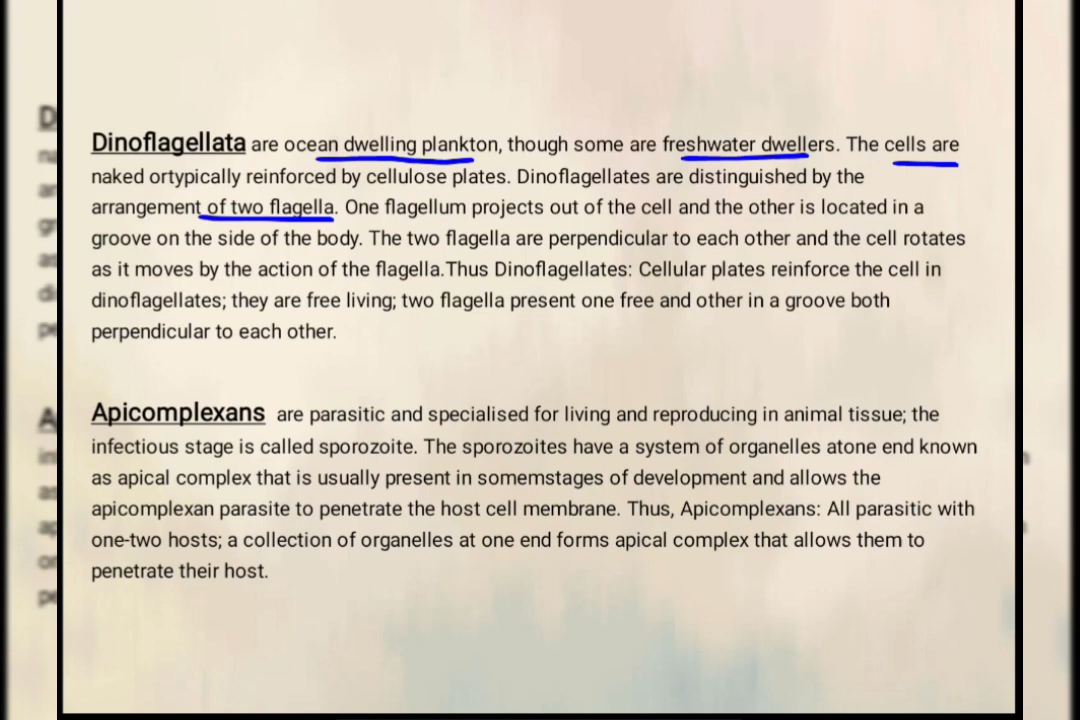 Dinoflagellata are ocean dwelling plankton, though some are freshwater dwellers. The cells are
naked ortypically reinforced by cellulose plates. Dinoflagellates are distinguished by the
arrangement of two flagella. One flagellum projects out of the cell and the other is located in a
groove on the side of the body. The two flagella are perpendicular to each other and the cell rotates
as it moves by the action of the flagella.Thus Dinoflagellates: Cellular plates reinforce the cell in
dinoflagellates; they are free living; two flagella present one free and other in a groove both
perpendicular to each other.
Apicomplexans are parasitic and specialised for living and reproducing in animal tissue; the
infectious stage is called sporozoite. The sporozoites have a system of organelles atone end known
as apical complex that is usually present in somemstages of development and allows the
apicomplexan parasite to penetrate the host cell membrane. Thus, Apicomplexans: All parasitic with
one-two hosts; a collection of organelles at one end forms apical complex that allows them to
penetrate their host.